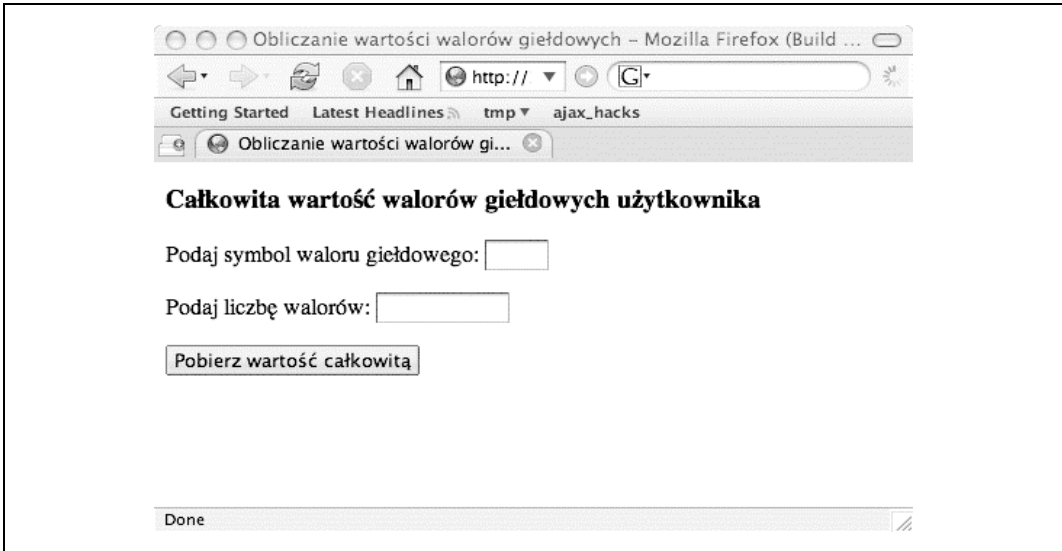 Obliczanie wartości walorów giełdowych – Mozilla Firefox (Build ...
http:// G
Getting Started Latest Headlines tmp ajax_hacks
Obliczanie wartości walorów gi...
Całkowita wartość walorów giełdowych użytkownika
Podaj symbol waloru giełdowego:
Podaj liczbę walorów:
Pobierz wartość całkowitą
Done